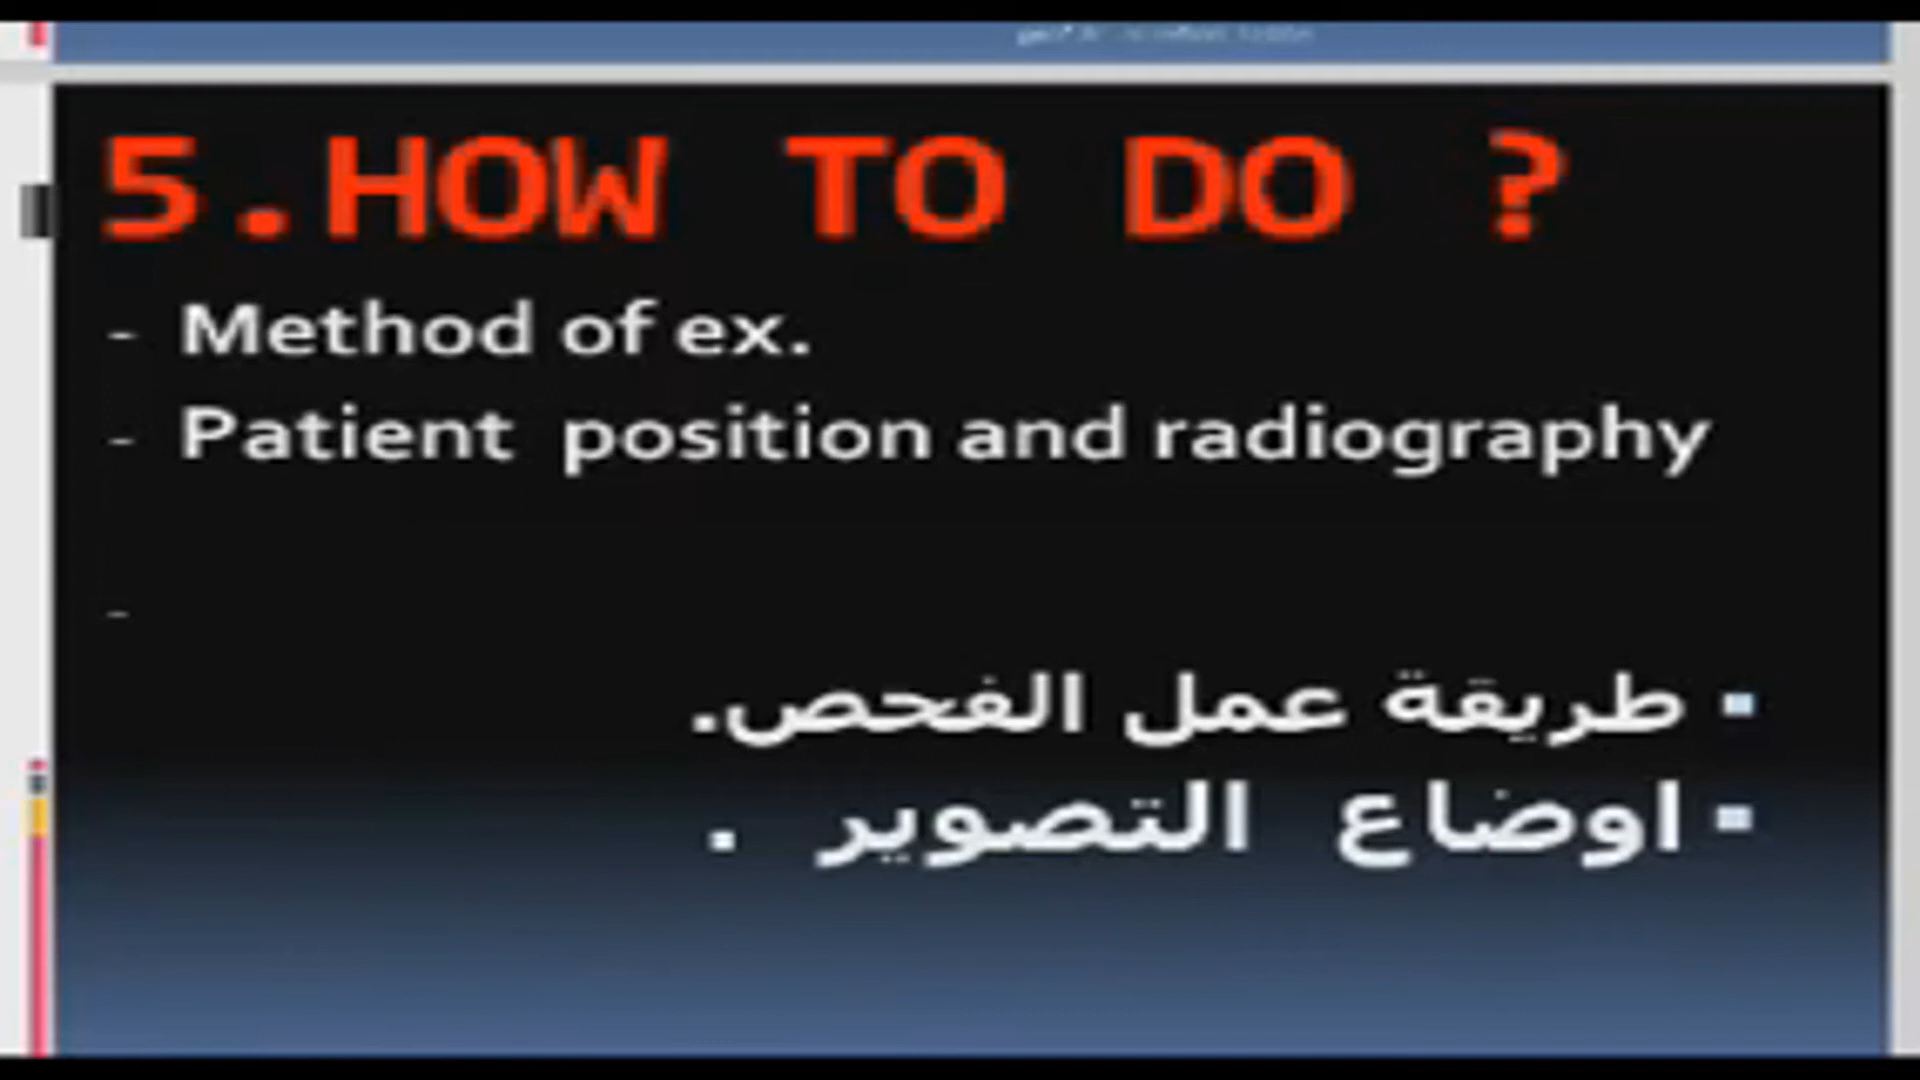 5.HOW TO DO ?
- Method of ex.
- Patient position and radiography
-
▪ طريقة عمل الفحص.
▪ اوضاع التصوير .